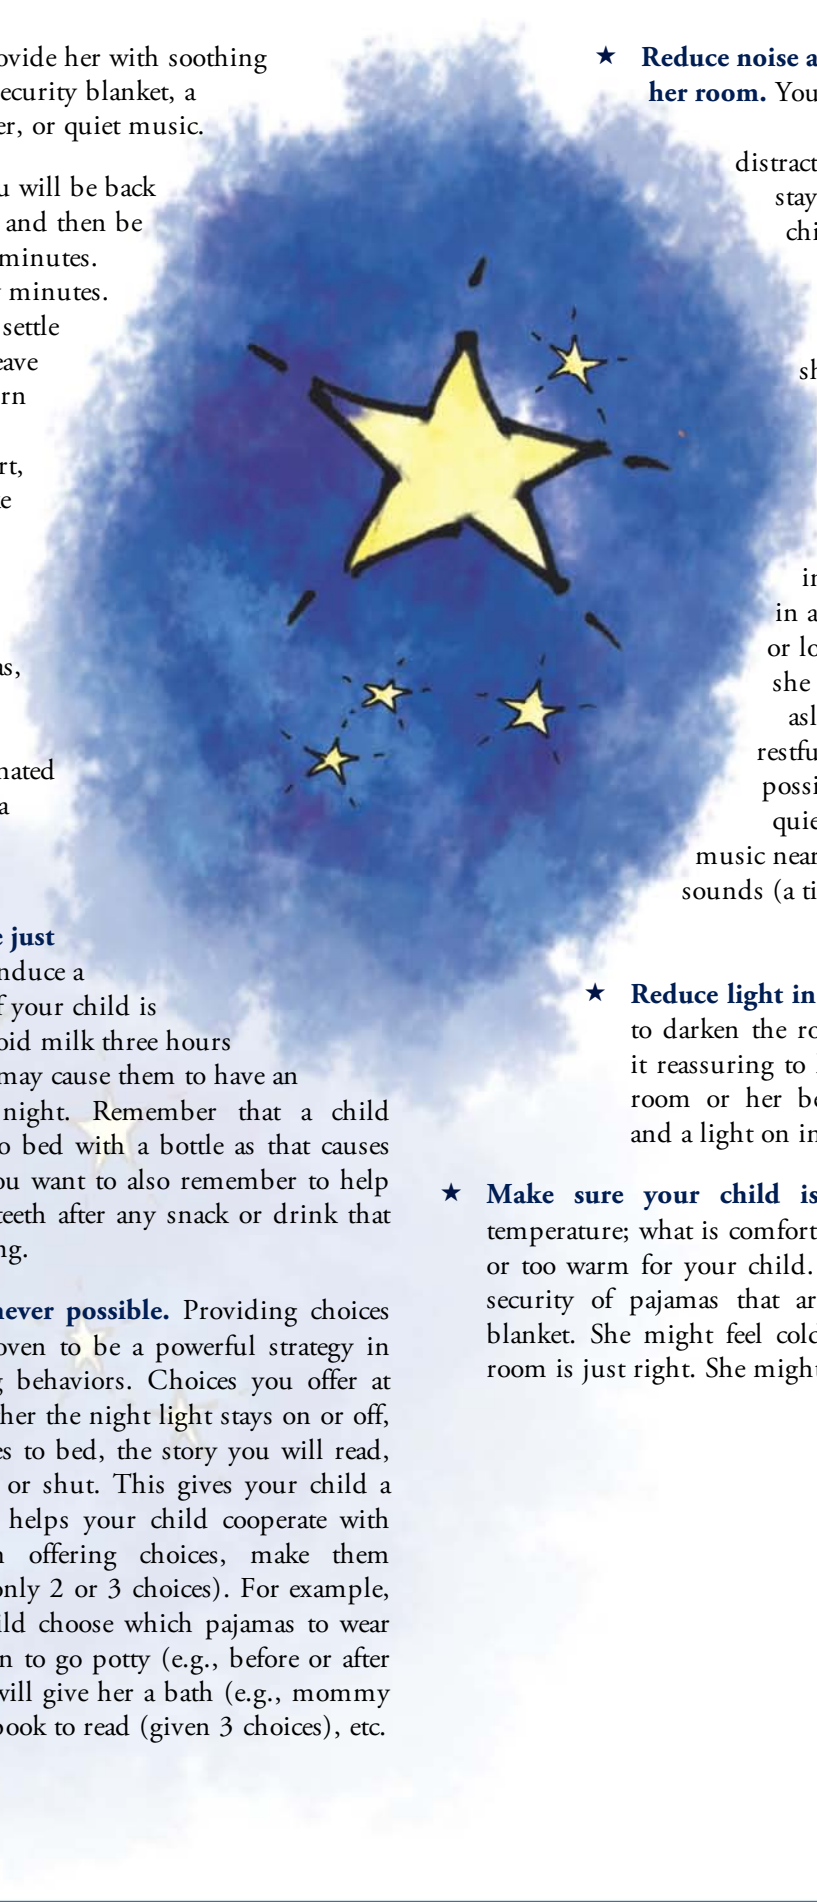 ovide her with soothing
ecurity blanket, a
er, or quiet music.
u will be back
and then be
minutes.
minutes.
settle
eave
rn
rt,
e
as,
nated
a
e just
nduce a
f your child is
oid milk three hours
may cause them to have an
night. Remember that a child
o bed with a bottle as that causes
ou want to also remember to help
teeth after any snack or drink that
ng.
never possible. Providing choices
oven to be a powerful strategy in
g behaviors. Choices you offer at
her the night light stays on or off,
es to bed, the story you will read,
or shut. This gives your child a
helps your child cooperate with
n offering choices, make them
only 2 or 3 choices). For example,
ild choose which pajamas to wear
n to go potty (e.g., before or after
will give her a bath (e.g., mommy
book to read (given 3 choices), etc.
★ Reduce noise a
her room. You
distract
stay
chi
sh
in
in a
or lo
she
asl
restfu
possi
quie
music near
sounds (a ti
★ Reduce light in
to darken the ro
it reassuring to
room or her be
and a light on in
★ Make sure your child is
temperature; what is comfort
or too warm for your child.
security of pajamas that ar
blanket. She might feel cold
room is just right. She might